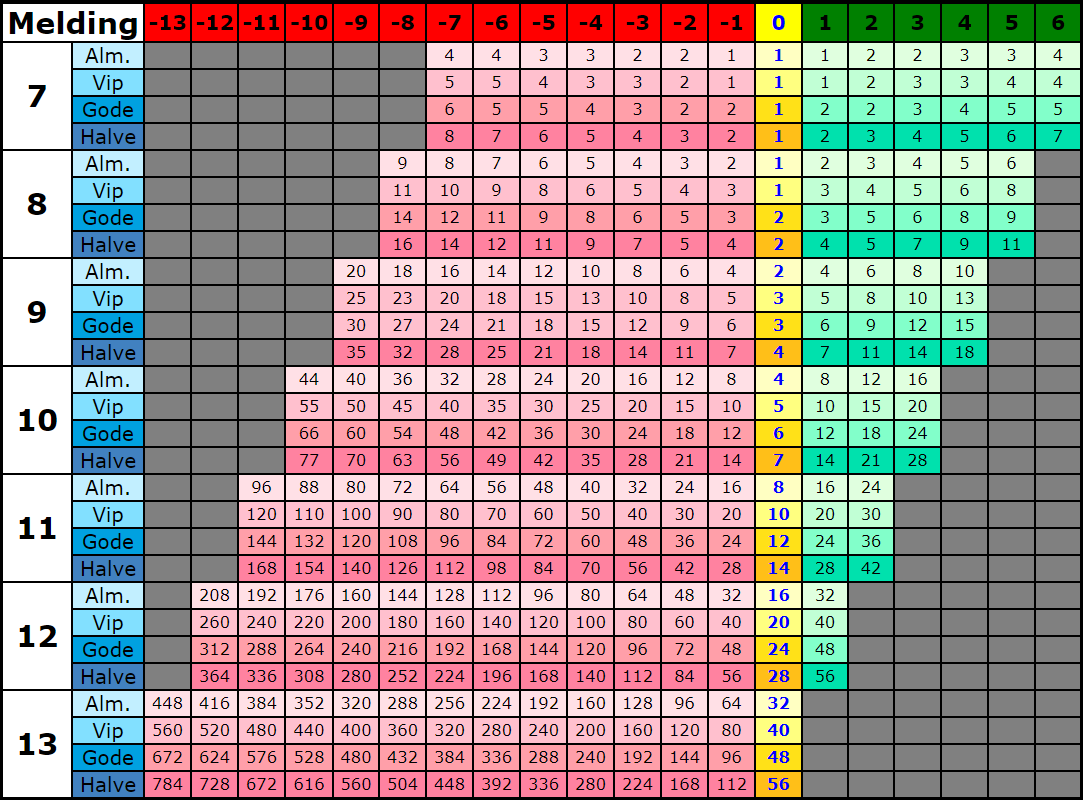 Melding -13 -12 -11 -10 -9 -8 -7 -6 -5 -4 -3 -2 -1 0 1 2 3 4 5 6
7 Alm. 4 4 3 3 2 2 1 1 1 2 2 3 3 4
Vip 5 5 4 3 3 2 1 1 1 2 3 3 4 4
Gode 6 5 5 4 3 2 2 1 2 2 3 4 5 5
Halve 8 7 6 5 4 3 2 1 2 3 4 5 6 7
8 Alm. 9 8 7 6 5 4 3 2 1 2 3 4 5 6
Vip 11 10 9 8 6 5 4 3 1 3 4 5 6 8
Gode 14 12 11 9 8 6 5 3 2 3 5 6 8 9
Halve 16 14 12 11 9 7 5 4 2 4 5 7 9 11
9 Alm. 20 18 16 14 12 10 8 6 4 2 4 6 8 10
Vip 25 23 20 18 15 13 10 8 5 3 5 8 10 13
Gode 30 27 24 21 18 15 12 9 6 3 6 9 12 15
Halve 35 32 28 25 21 18 14 11 7 4 7 11 14 18
10 Alm. 44 40 36 32 28 24 20 16 12 8 4 8 12 16
Vip 55 50 45 40 35 30 25 20 15 10 5 10 15 20
Gode 66 60 54 48 42 36 30 24 18 12 6 12 18 24
Halve 77 70 63 56 49 42 35 28 21 14 7 14 21 28
11 Alm. 96 88 80 72 64 56 48 40 32 24 16 8 16 24
Vip 120 110 100 90 80 70 60 50 40 30 20 10 20 30
Gode 144 132 120 108 96 84 72 60 48 36 24 12 24 36
Halve 168 154 140 126 112 98 84 70 56 42 28 14 28 42
12 Alm. 208 192 176 160 144 128 112 96 80 64 48 32 16 32
Vip 260 240 220 200 180 160 140 120 100 80 60 40 20 40
Gode 312 288 264 240 216 192 168 144 120 96 72 48 24 48
Halve 364 336 308 280 252 224 196 168 140 112 84 56 28 56
13 Alm. 448 416 384 352 320 288 256 224 192 160 128 96 64 32
Vip 560 520 480 440 400 360 320 280 240 200 160 120 80 40
Gode 672 624 576 528 480 432 384 336 288 240 192 144 96 48
Halve 784 728 672 616 560 504 448 392 336 280 224 168 112 56